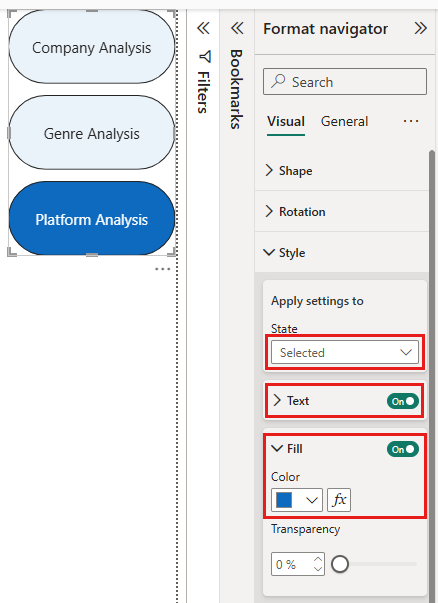 Company Analysis
Genre Analysis
Platform Analysis
Filters
Bookmarks
Format navigator
Search
Visual
General
Shape
Rotation
Style
Apply settings to
State
Selected
Text
On
Fill
On
Color
fx
Transparency
0 %